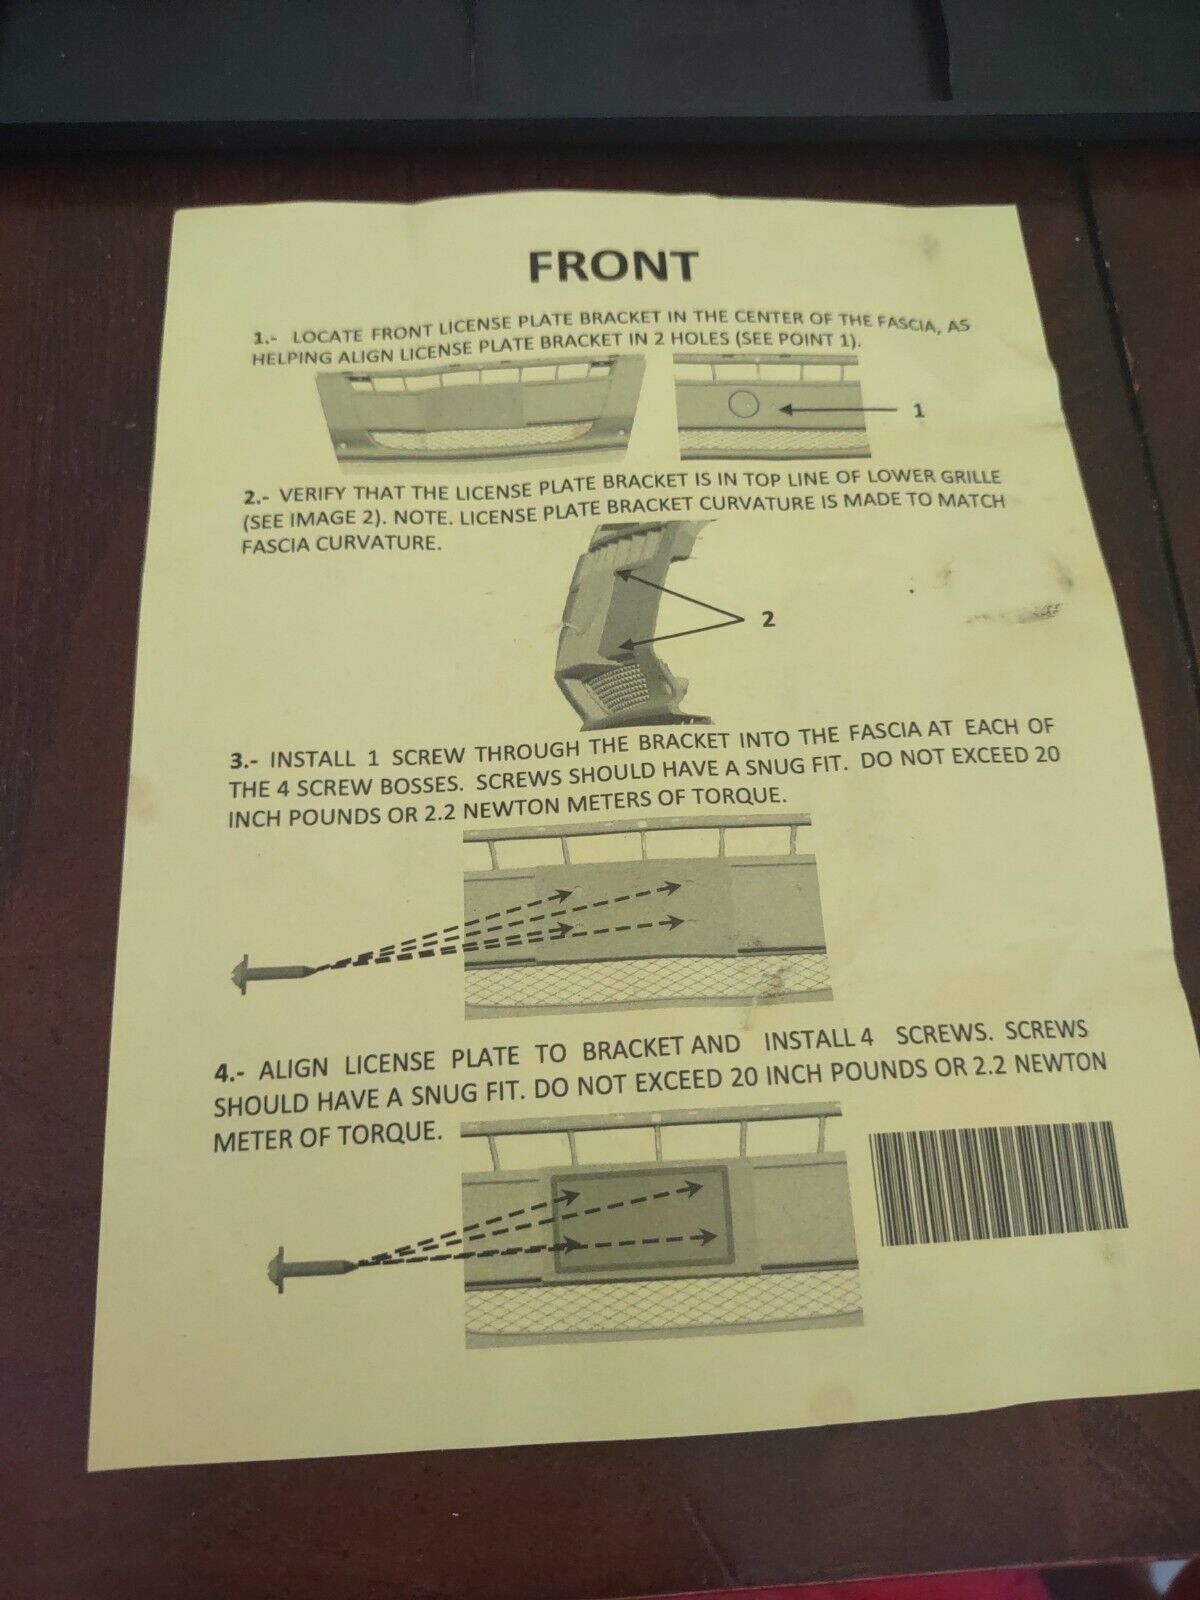 FRONT
1.- LOCATE FRONT LICENSE PLATE BRACKET IN THE CENTER OF THE FASCIA, AS
HELPING ALIGN LICENSE PLATE BRACKET IN 2 HOLES (SEE POINT 1).
1
2.- VERIFY THAT THE LICENSE PLATE BRACKET IS IN TOP LINE OF LOWER GRILLE
(SEE IMAGE 2). NOTE. LICENSE PLATE BRACKET CURVATURE IS MADE TO MATCH
FASCIA CURVATURE.
2
3.- INSTALL 1 SCREW THROUGH THE BRACKET INTO THE FASCIA AT EACH OF
THE 4 SCREW BOSSES. SCREWS SHOULD HAVE A SNUG FIT. DO NOT EXCEED 20
INCH POUNDS OR 2.2 NEWTON METERS OF TORQUE.
4.- ALIGN LICENSE PLATE TO BRACKET AND INSTALL 4 SCREWS. SCREWS
SHOULD HAVE A SNUG FIT. DO NOT EXCEED 20 INCH POUNDS OR 2.2 NEWTON
METER OF TORQUE.